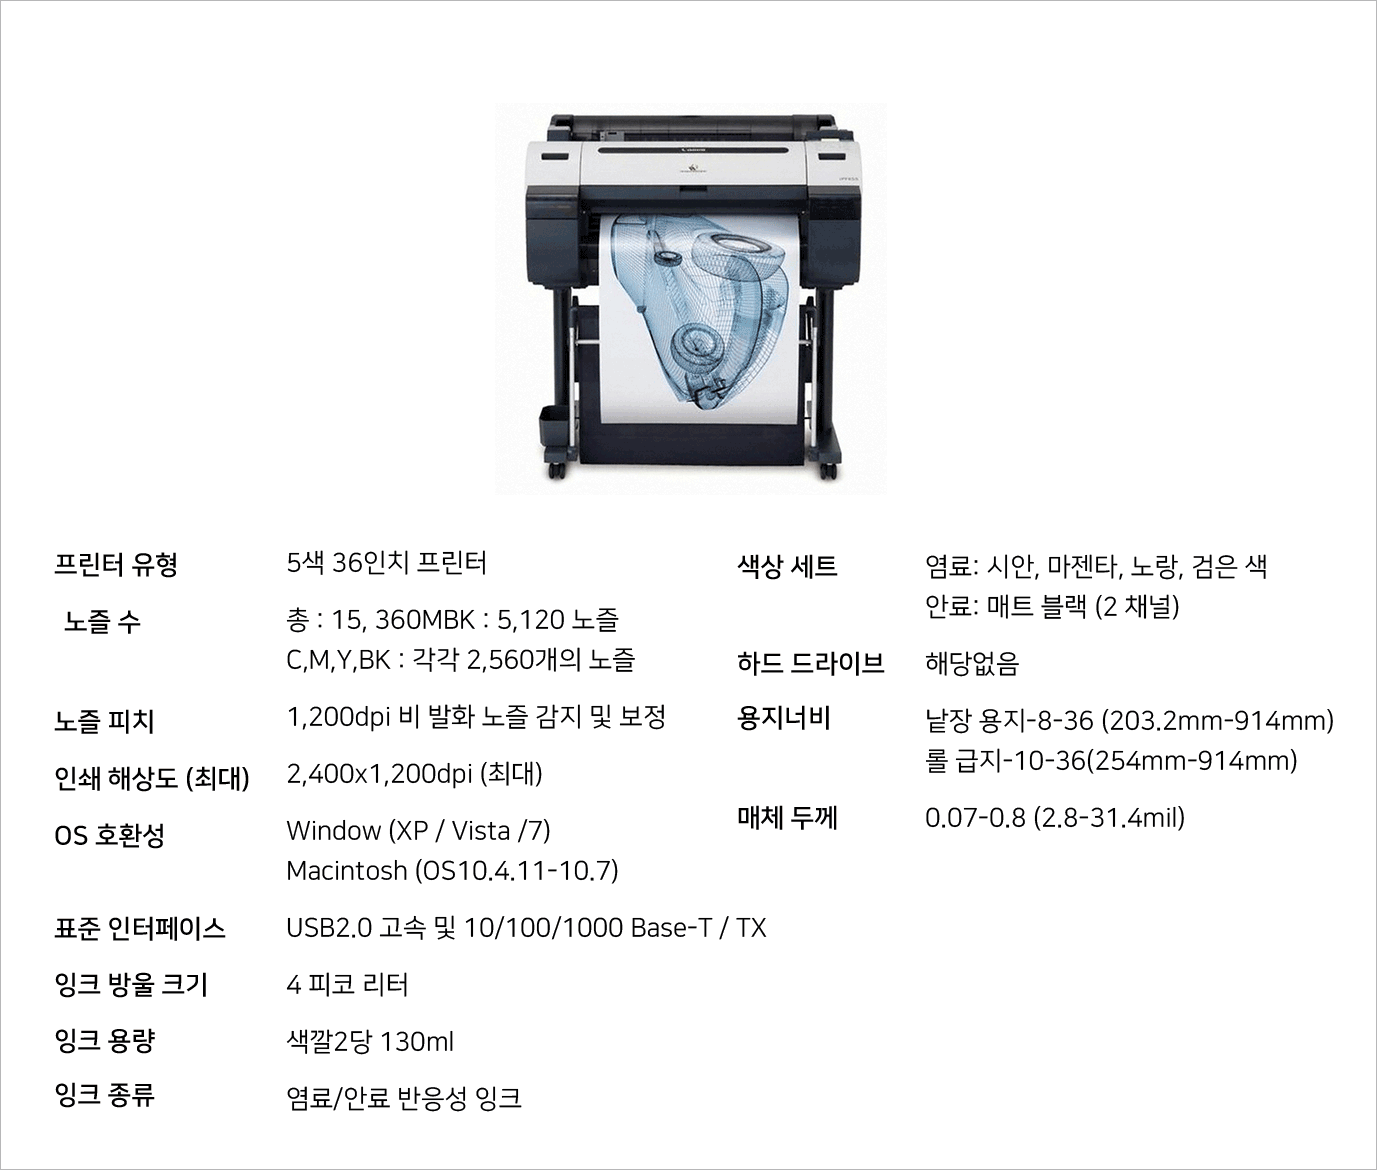 Canon
프린터 유형 5색 36인치 프린터
노즐 수 총 : 15, 360MBK : 5,120 노즐
C,M,Y,BK : 각각 2,560개의 노즐
노즐 피치 1,200dpi 비 발화 노즐 감지 및 보정
인쇄 해상도 (최대) 2,400x1,200dpi (최대)
OS 호환성 Window (XP / Vista /7)
Macintosh (OS10.4.11-10.7)
표준 인터페이스 USB2.0 고속 및 10/100/1000 Base-T / TX
잉크 방울 크기 4 피코 리터
잉크 용량 색깔2당 130ml
잉크 종류 염료/안료 반응성 잉크
색상 세트 염료: 시안, 마젠타, 노랑, 검은 색
안료: 매트 블랙 (2 채널)
하드 드라이브 해당없음
용지너비 낱장 용지-8-36 (203.2mm-914mm)
롤 급지-10-36(254mm-914mm)
매체 두께 0.07-0.8 (2.8-31.4mil)